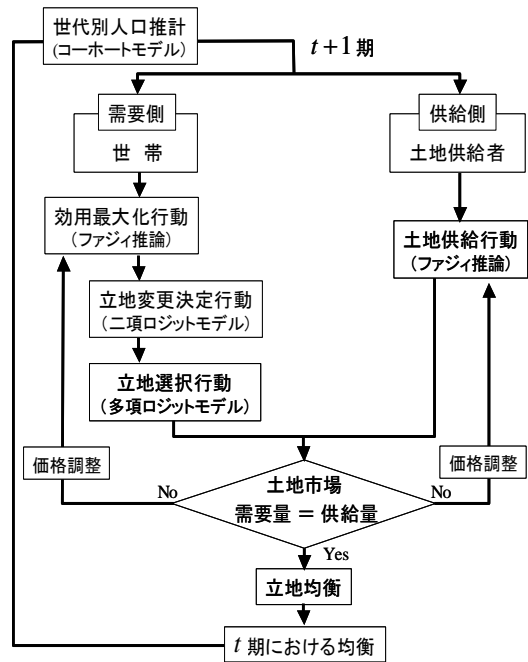 世代別人口推計
(コーホートモデル)
t+1 期
需要側
世 帯
供給側
土地供給者
効用最大化行動
(ファジィ推論)
土地供給行動
(ファジィ推論)
立地変更決定行動
(二項ロジットモデル)
立地選択行動
(多項ロジットモデル)
価格調整
価格調整
No
土地市場
需要量 = 供給量
No
Yes
立地均衡
t 期における均衡